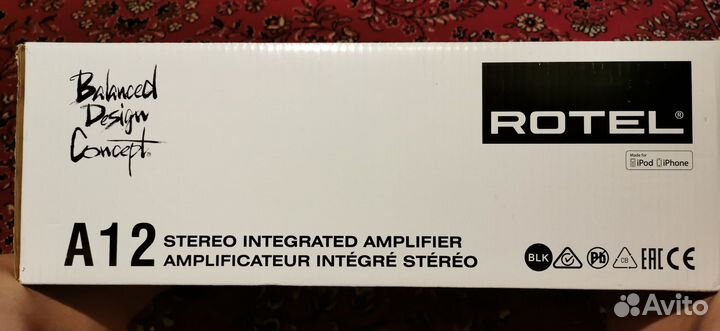 Balanced
Design
Concept
ROTEL®
Made for
iPod iPhone
A12 STEREO INTEGRATED AMPLIFIER
AMPLIFICATEUR INTÉGRÉ STÉRÉO
BLK Pb CB EAC CE
Avito